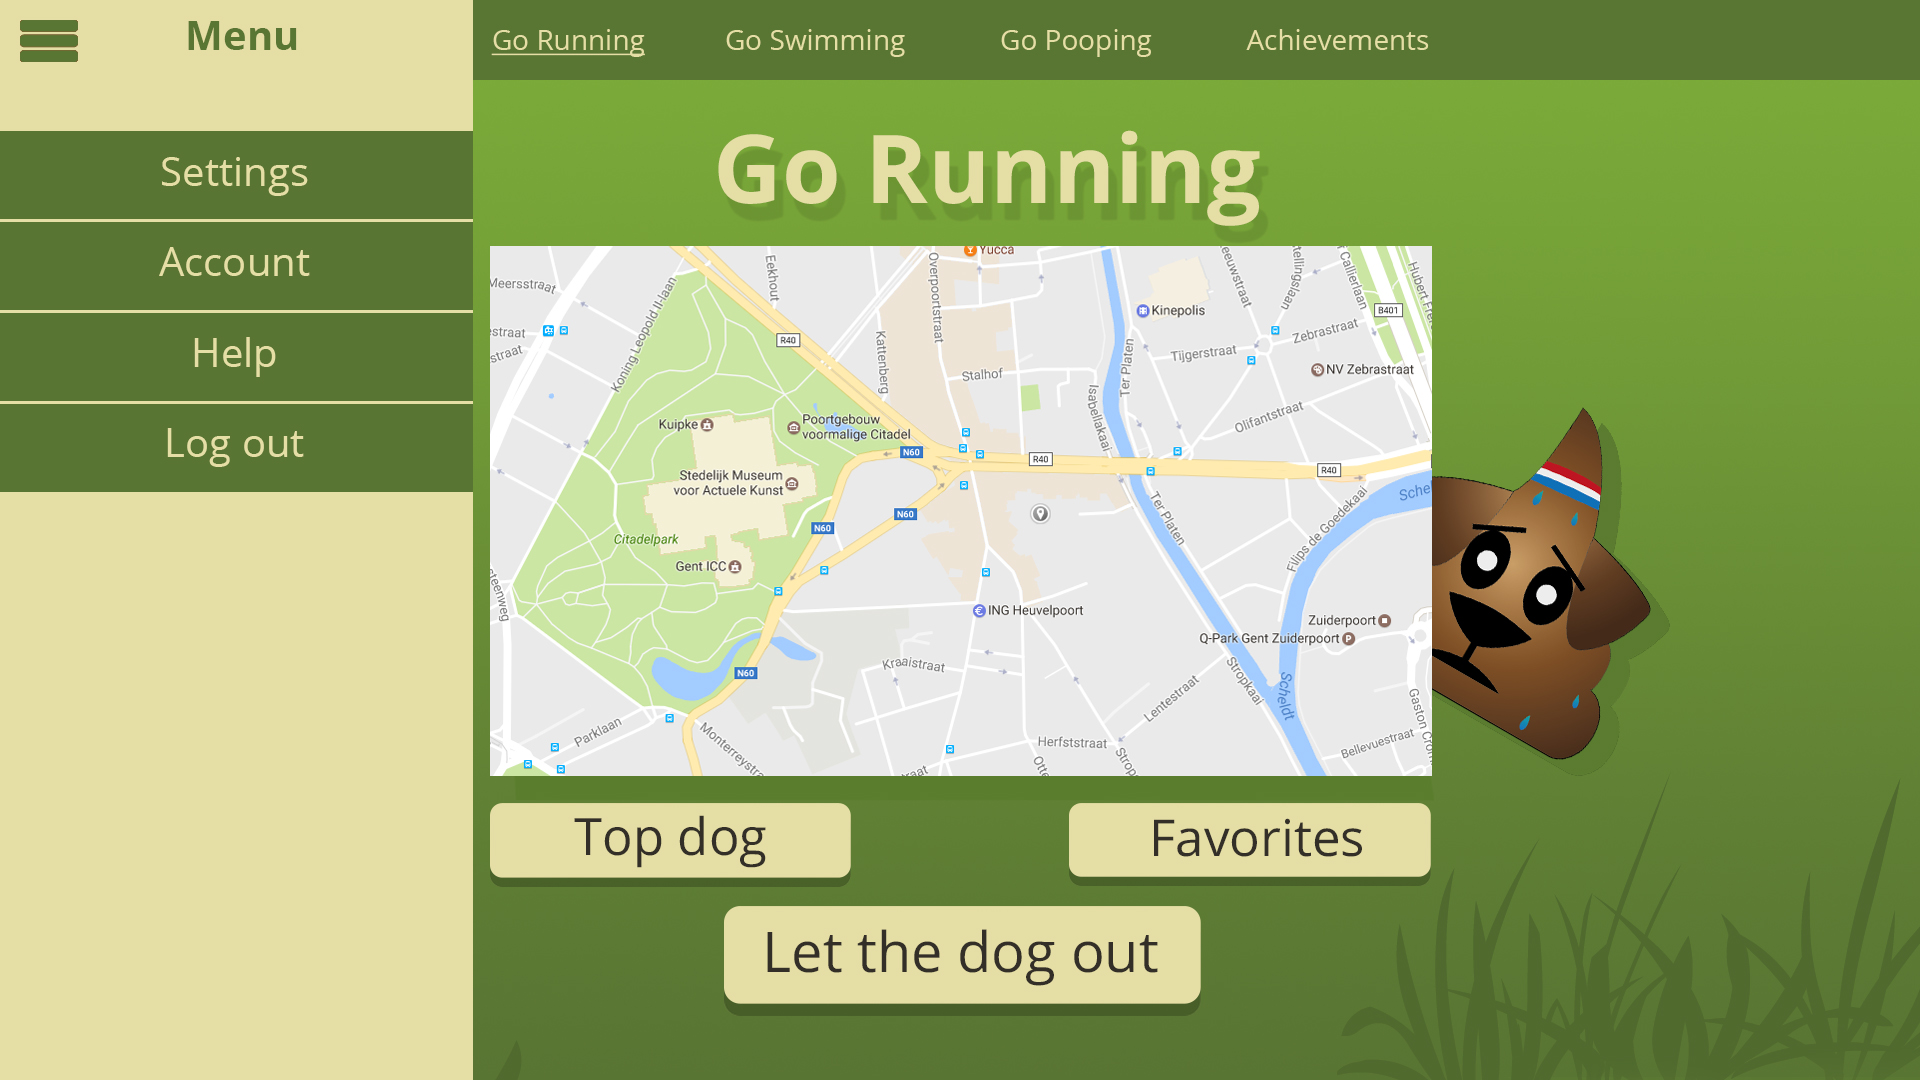 Menu
Go Running
Go Swimming
Go Pooping
Achievements
Settings
Account
Help
Log out
Go Running
Yucca
Meersstraat
Koning Leopold II-laan
Eekhout
Overpoortstraat
Kattenberg
R40
Kinepolis
Ter Platen
Tijgerstraat
Zebrastraat
B401
NV Zebrastraat
Stalhof
Isabellakaai
Olifantstraat
Kuipke
Poortgebouw
voormalige Citadel
N60
R40
R40
Stedelijk Museum
voor Actuele Kunst
N60
N60
Citadelpark
Gent ICC
Ter Platen
Filips de Goedekaai
ING Heuvelpoort
Zuiderpoort
Q-Park Gent Zuiderpoort
Kraaistraat
N60
Stropkaai
Scheldt
Lentestraat
Parklaan
Herfststraat
Bellevuestraat
Top dog
Favorites
Let the dog out